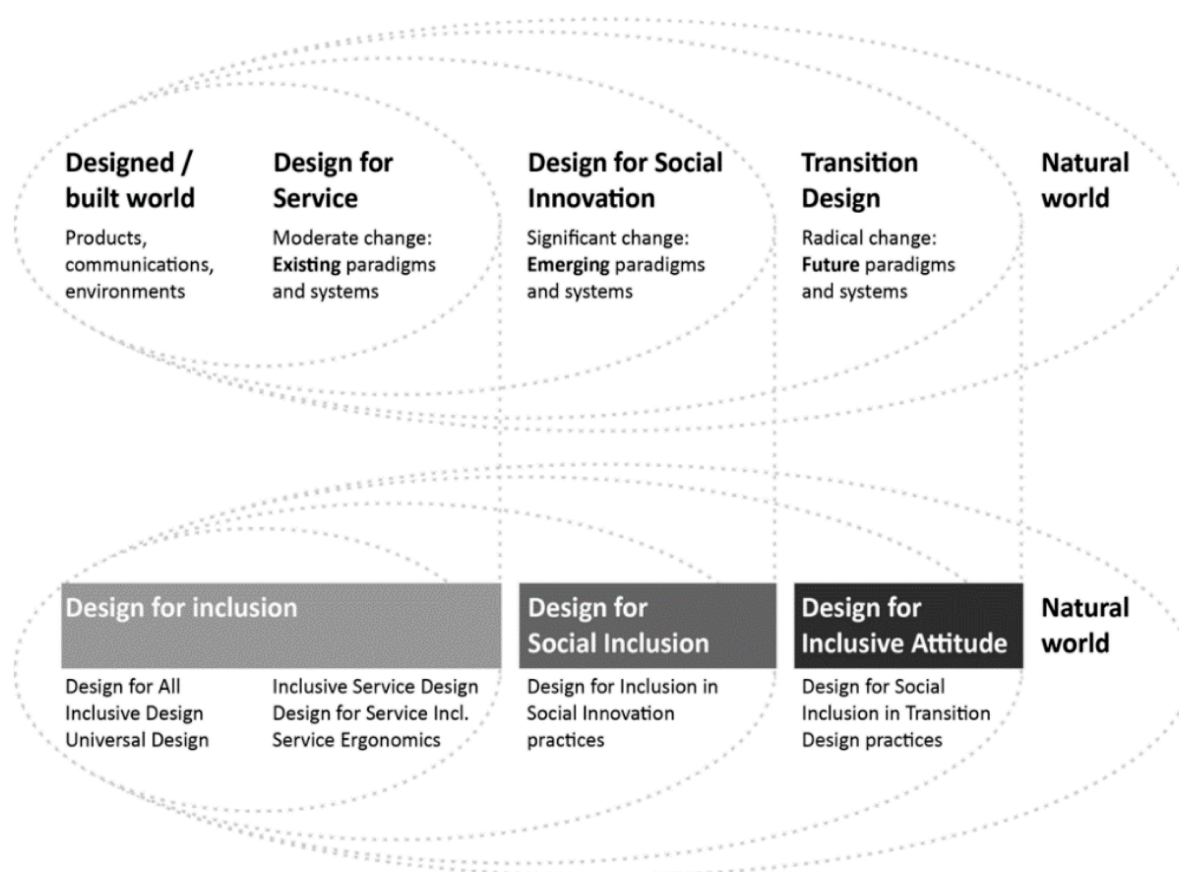 Designed /
built world
Products,
communications,
environments
Design for
Service
Moderate change:
Existing paradigms
and systems
Design for Social
Innovation
Significant change:
Emerging paradigms
and systems
Transition
Design
Radical change:
Future paradigms
and systems
Natural
world
Design for inclusion
Design for All
Inclusive Design
Universal Design
Inclusive Service Design
Design for Service Incl.
Service Ergonomics
Design for
Social Inclusion
Design for Inclusion in
Social Innovation
practices
Design for
Inclusive Attitude
Design for Social
Inclusion in Transition
Design practices
Natural
world